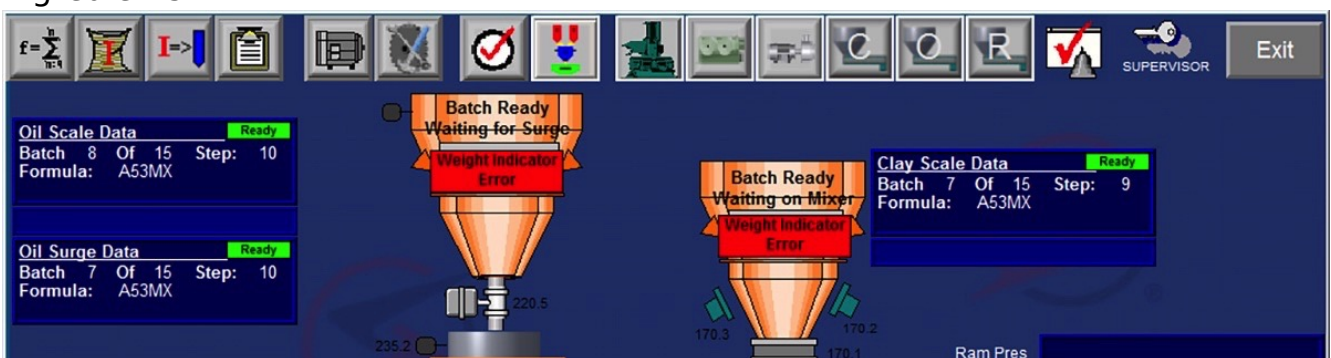 f=∑ n n=q
I
I=>
C
O
R
SUPERVISOR
Exit
Oil Scale Data Ready
Batch 8 Of 15 Step: 10
Formula: A53MX
Oil Surge Data Ready
Batch 7 Of 15 Step: 10
Formula: A53MX
Batch Ready
Waiting for Surge
Weight Indicator
Error
220.5
235.2
Batch Ready
Waiting on Mixer
Weight Indicator
Error
170.3
170.2
170.1
Clay Scale Data Ready
Batch 7 Of 15 Step: 9
Formula: A53MX
Ram Pres